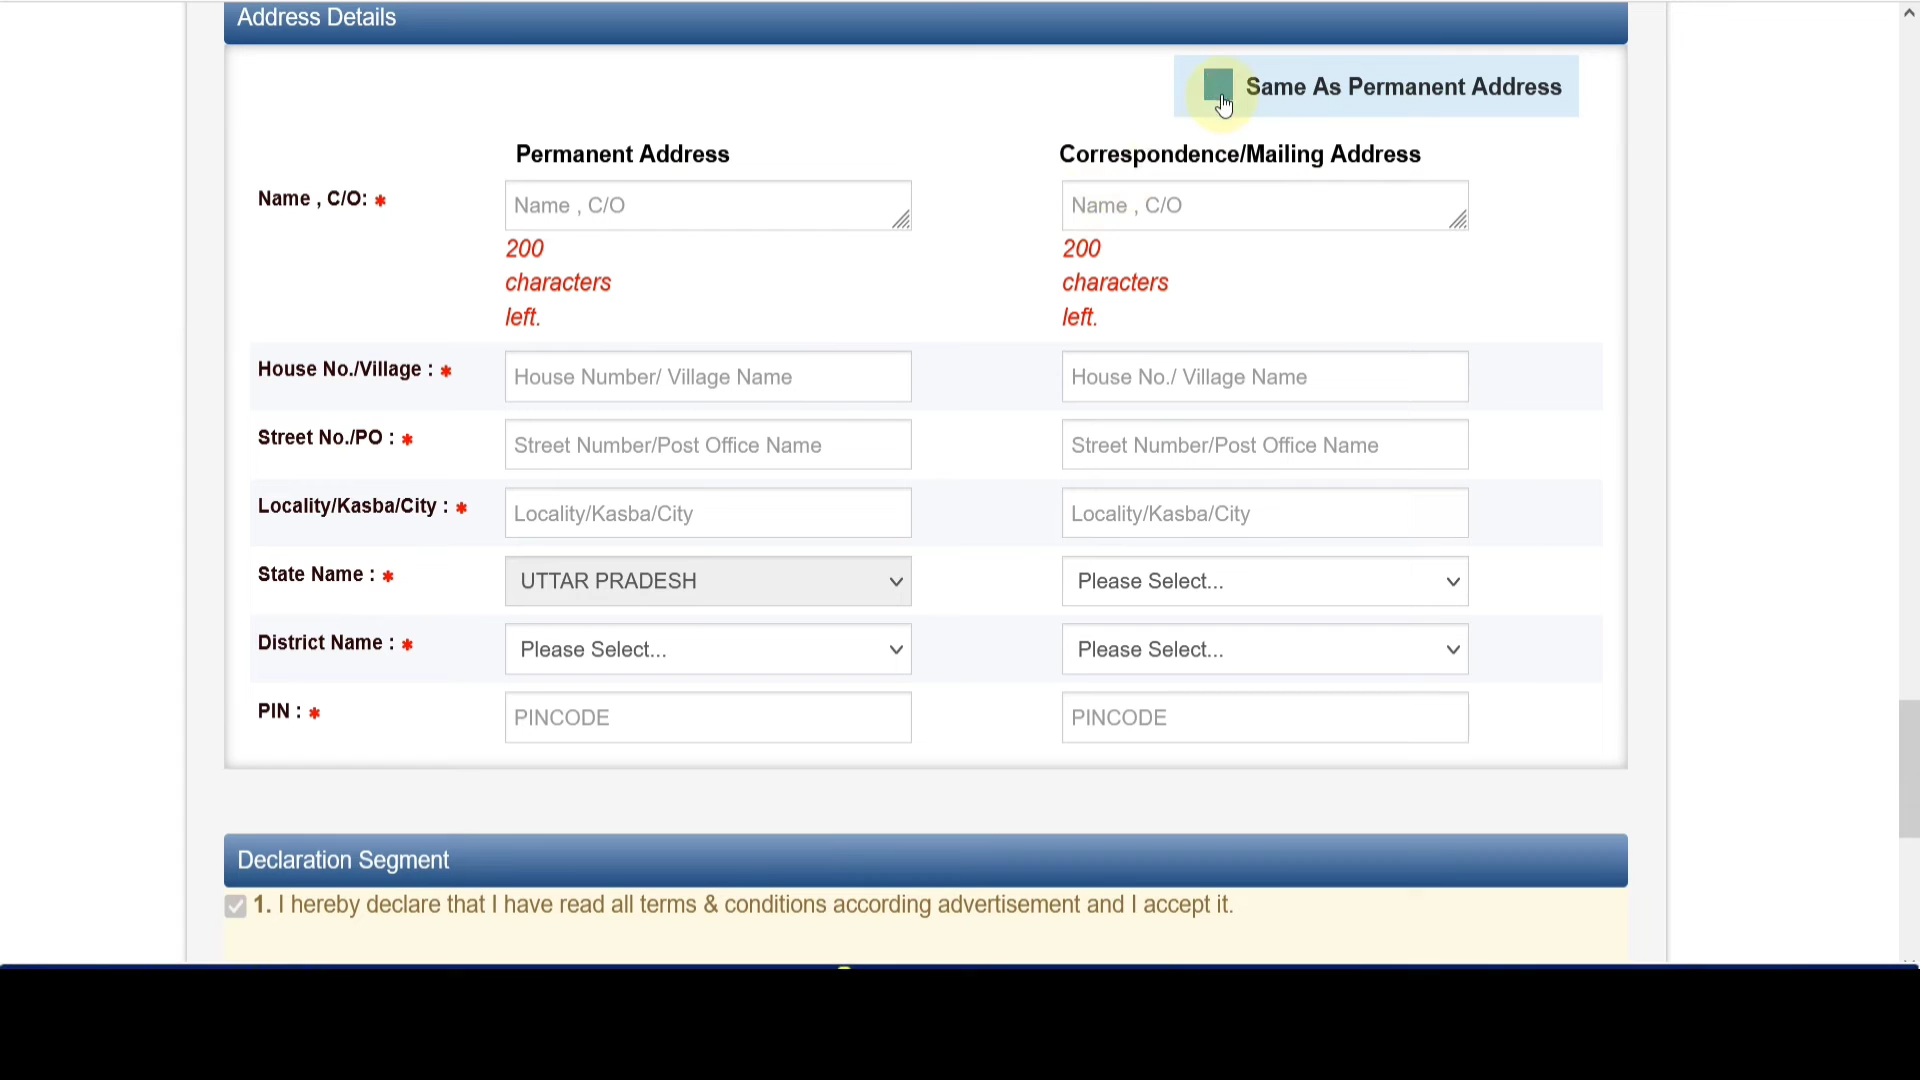 Address Details
Same As Permanent Address
Permanent Address
Correspondence/Mailing Address
Name , C/O: *
Name , C/O
Name , C/O
200
characters
left.
200
characters
left.
House No./Village : *
House Number/ Village Name
House No./ Village Name
Street No./PO : *
Street Number/Post Office Name
Street Number/Post Office Name
Locality/Kasba/City : *
Locality/Kasba/City
Locality/Kasba/City
State Name : *
UTTAR PRADESH
Please Select...
District Name : *
Please Select...
Please Select...
PIN : *
PINCODE
PINCODE
Declaration Segment
1. I hereby declare that I have read all terms & conditions according advertisement and I accept it.